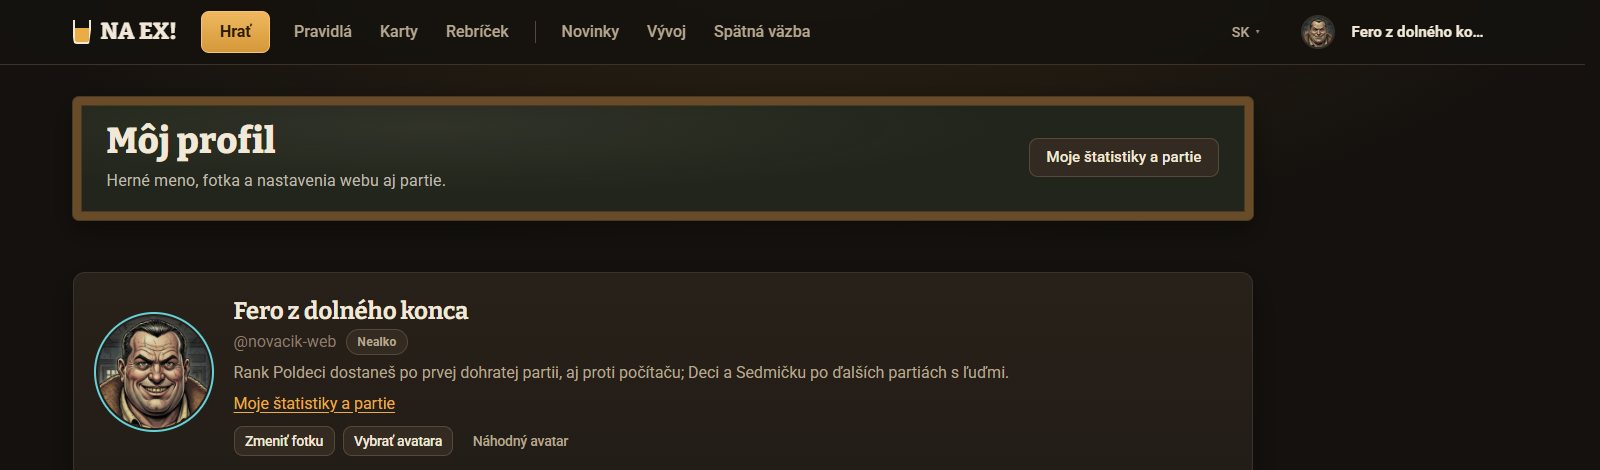 NA EX! Hrať Pravidlá Karty Rebríček Novinky Vývoj Spätná väzba SK Fero z dolného ko...
Môj profil
Herné meno, fotka a nastavenia webu aj partie.
Moje štatistiky a partie
Fero z dolného konca
@novacik-web Nealko
Rank Poldeci dostaneš po prvej dohratej partii, aj proti počítaču; Deci a Sedmičku po ďalších partiách s ľuďmi.
Moje štatistiky a partie
Zmeniť fotku Vybrať avatara Náhodný avatar